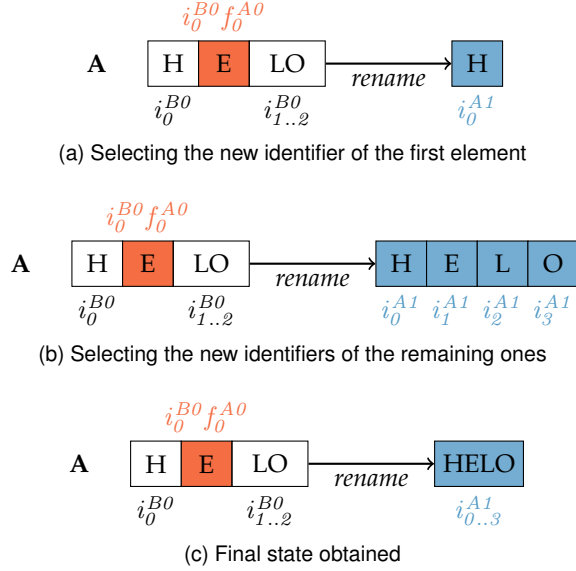 i_0^{B0} f_0^{A0}
A H E LO rename H
i_0^{B0} i_{1..2}^{B0} i_0^{A1}
(a) Selecting the new identifier of the first element
i_0^{B0} f_0^{A0}
A H E LO rename H E L O
i_0^{B0} i_{1..2}^{B0} i_0^{A1} i_1^{A1} i_2^{A1} i_3^{A1}
(b) Selecting the new identifiers of the remaining ones
i_0^{B0} f_0^{A0}
A H E LO rename HELO
i_0^{B0} i_{1..2}^{B0} i_{0..3}^{A1}
(c) Final state obtained